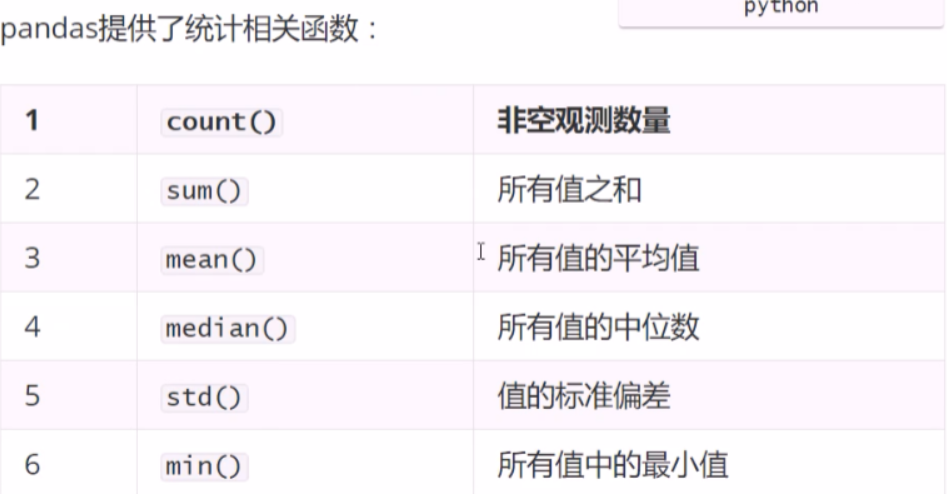 python
pandas提供了统计相关函数：
1 count() 非空观测数量
2 sum() 所有值之和
3 mean() 所有值的平均值
4 median() 所有值的中位数
5 std() 值的标准偏差
6 min() 所有值中的最小值